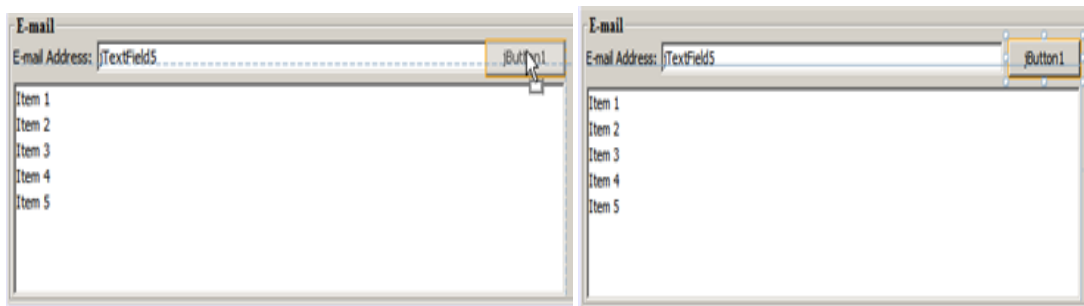 E-mail
E-mail Address: jTextField5 jButton1
Item 1
Item 2
Item 3
Item 4
Item 5
E-mail
E-mail Address: jTextField5 jButton1
Item 1
Item 2
Item 3
Item 4
Item 5